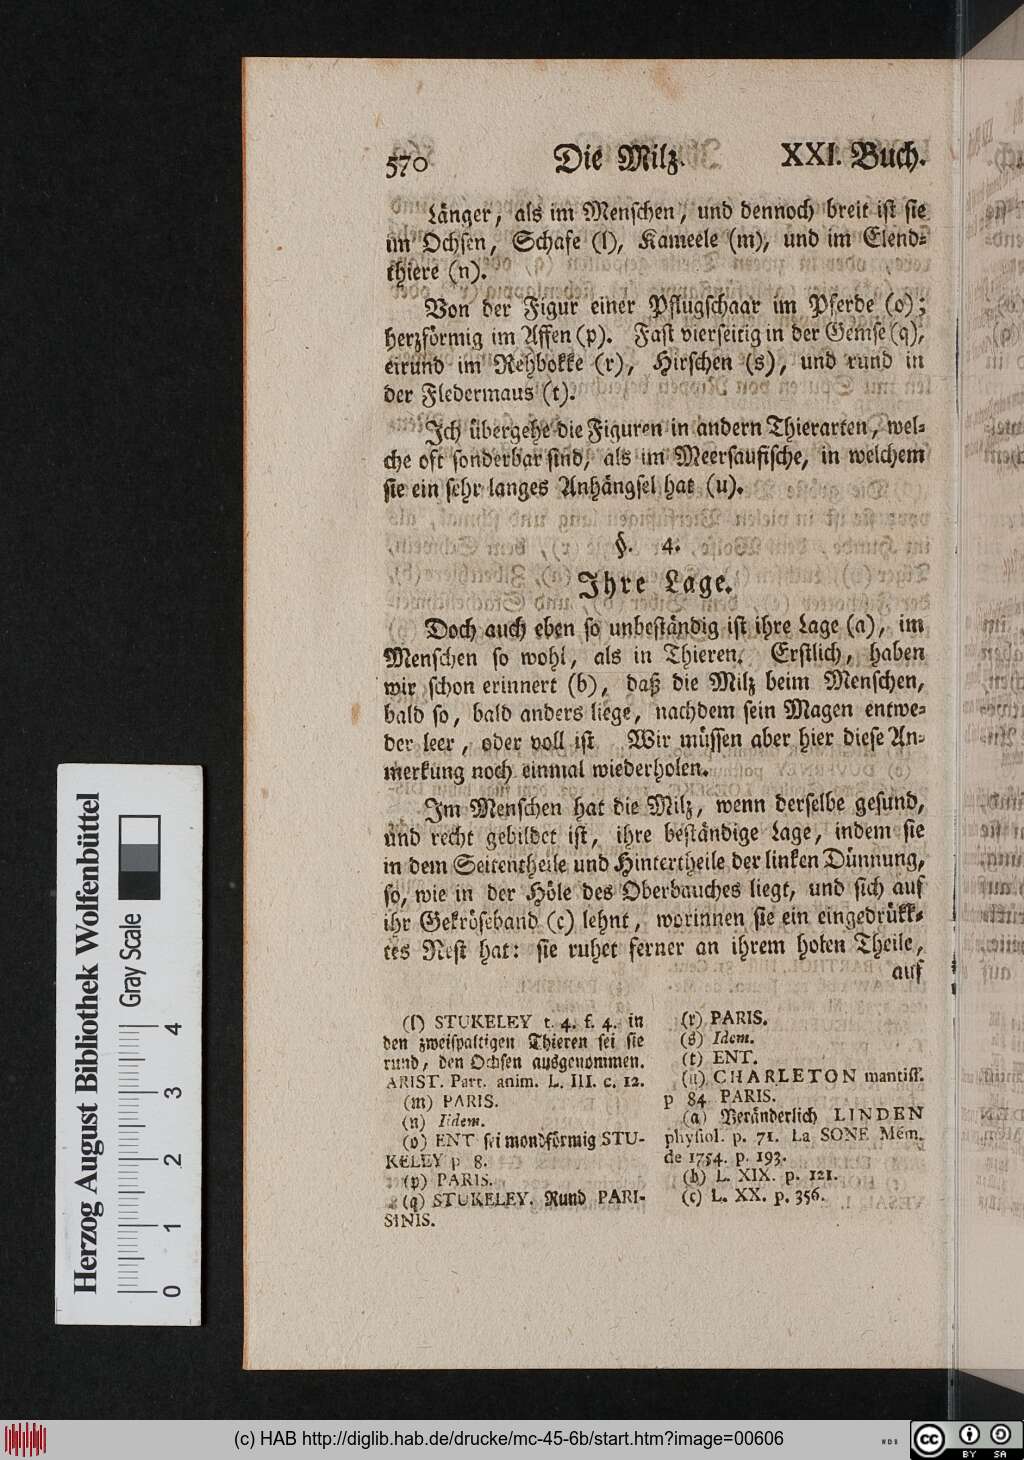 570 Die Milz. XXI. Buch.
Länger, als im Menschen, und dennoch breit ist sie
im Ochsen, Schafe (l), Kameele (m), und im Elend=
thiere (n).
Von der Figur einer Pflugschaar im Pferde (o);
herzförmig im Affen (p). Fast vierseitig in der Gemse (q),
eirund im Rehbokke (r), Hirschen (s), und rund in
der Fledermaus (t).
Ich übergehe die Figuren in andern Thierarten, wel=
che oft sonderbar sind, als im Meersaufische, in welchem
sie ein sehr langes Anhängsel hat (u).
§. 4.
Ihre Lage.
Doch auch eben so unbeständig ist ihre Lage (a), im
Menschen so wohl, als in Thieren. Erstlich, haben
wir schon erinnert (b), daß die Milz beim Menschen,
bald so, bald anders liege, nachdem sein Magen entwe=
der leer, oder voll ist Wir müssen aber hier diese An=
merkung noch einmal wiederholen.
Im Menschen hat die Milz, wenn derselbe gesund,
und recht gebildet ist, ihre beständige Lage, indem sie
in dem Seitentheile und Hintertheile der linken Dünnung,
so, wie in der Höle des Oberbauches liegt, und sich auf
ihr Gekröseband (c) lehnt, worinnen sie ein eingedrükk=
tes Nest hat: sie ruhet ferner an ihrem holen Theile,
auf
(l) STUKELEY t. 4. f. 4. in
den zweispaltigen Thieren sei sie
rund, den Ochsen ausgenommen.
ARIST. Part. anim. L. III. c. 12.
(m) PARIS.
(n) Iidem.
(o) ENT sei mondförmig STU-
KELEY p 8.
(p) PARIS.
(q) STUKELEY. Rund PARI-
SINIS.
(r) PARIS.
(s) Idem.
(t) ENT.
(u) CHARLETON mantiss.
p 84 PARIS.
(a) Veränderlich LINDEN
physiol. p. 71. La SONE Mém.
de 1754. p. 193.
(b) L. XIX. p. 121.
(c) L. XX. p. 356.
Herzog August Bibliothek Wolfenbüttel
Gray Scale
0 1 2 3 4
(c) HAB http://diglib.hab.de/drucke/mc-45-6b/start.htm?image=00606
cc BY SA